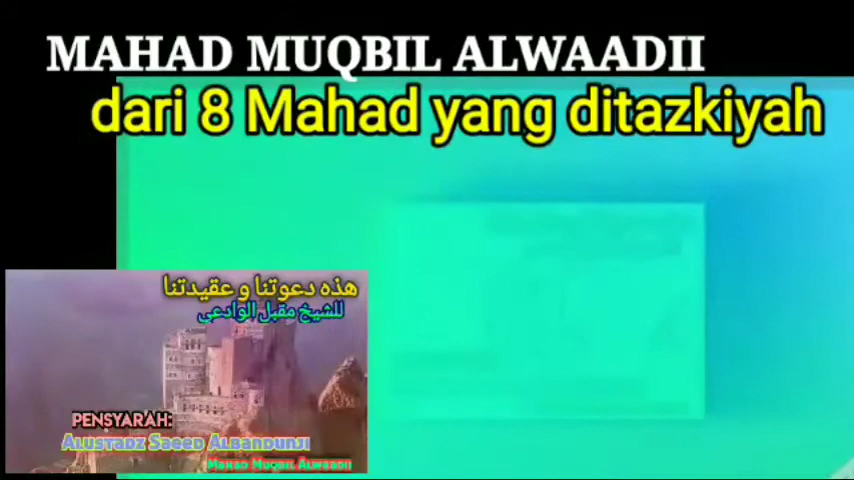 MAHAD MUQBIL ALWAADII
dari 8 Mahad yang ditazkiyah
هذه دعوتنا و عقيدتنا
للشيخ مقبل الوادعي
PENSYARAH:
Alustadz Saeed Albandunji
Mahad Muqbil Alwaadii